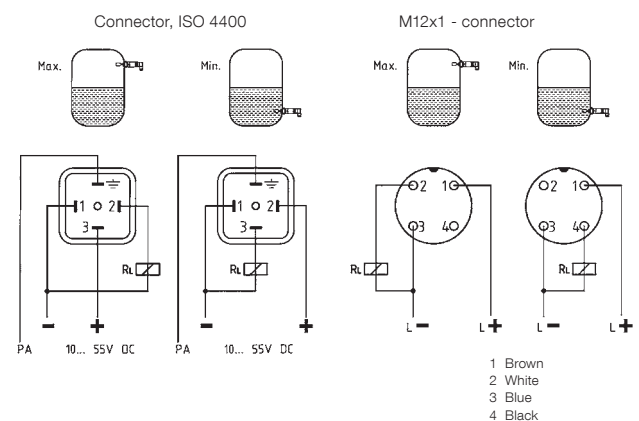 Connector, ISO 4400
M12x1 - connector
Max.
Min.
Max.
Min.
1 2
3
1 2
3
2 1
3 4
2 1
3 4
RL
RL
RL
RL
− +
− +
L − L +
L − L +
PA 10... 55V DC
PA 10... 55V DC
1 Brown
2 White
3 Blue
4 Black